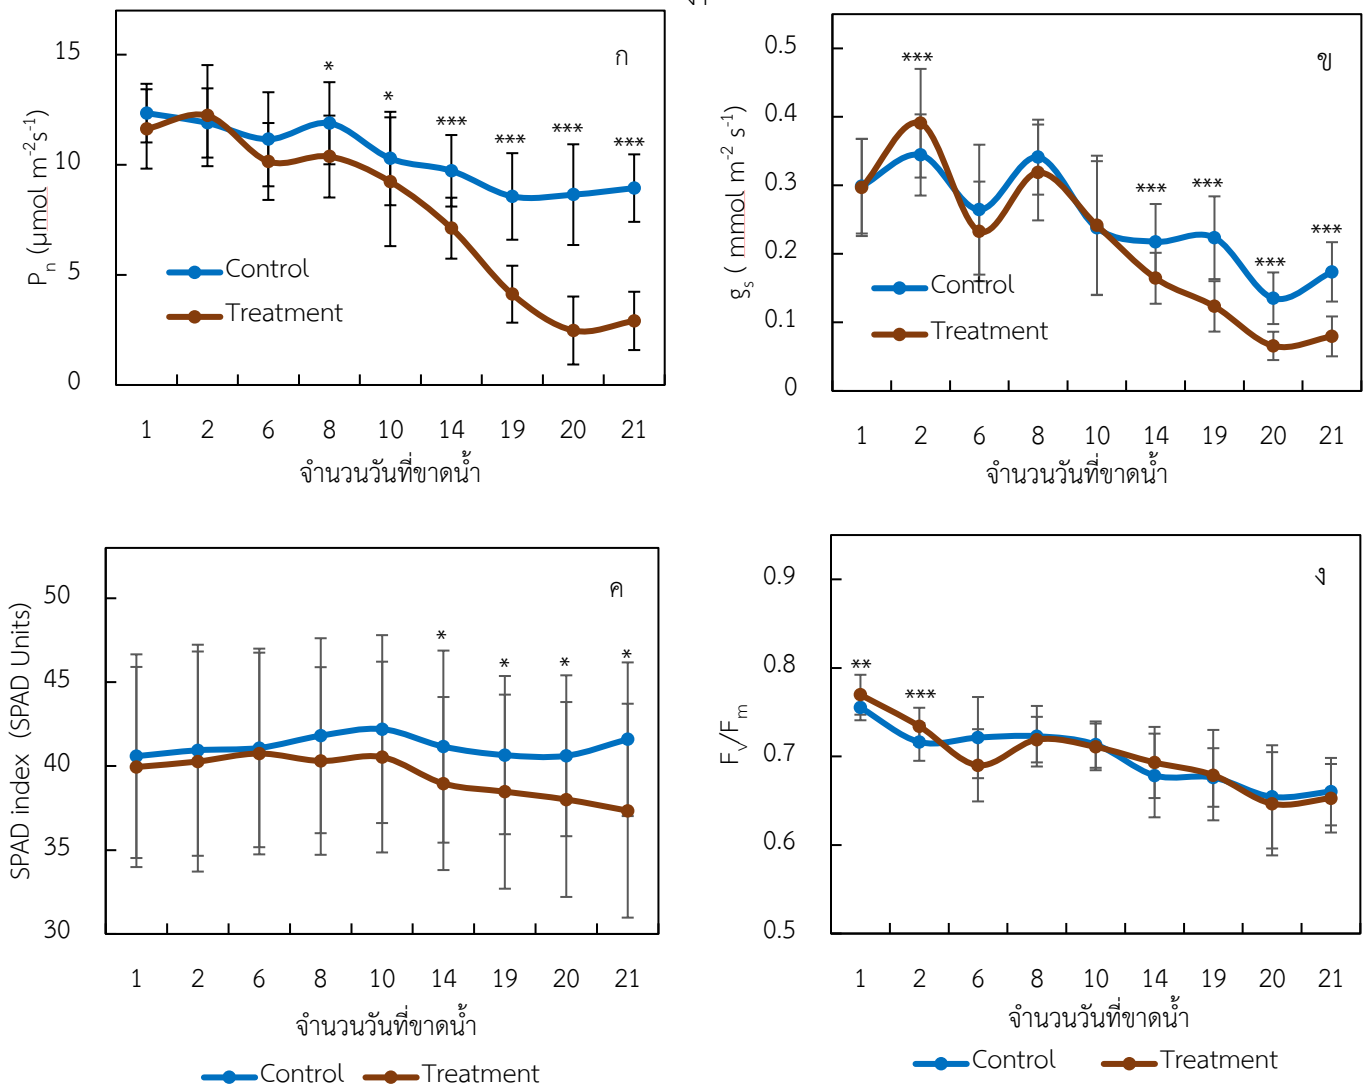 15
10
5
0
P_n (µmol m⁻²s⁻¹)
ก
*
*
***
***
***
***
Control
Treatment
1 2 6 8 10 14 19 20 21
จำนวนวันที่ขาดน้ำ
0.5
0.4
0.3
0.2
0.1
0
g_s ( mmol m⁻² s⁻¹)
ข
***
***
***
***
***
Control
Treatment
1 2 6 8 10 14 19 20 21
จำนวนวันที่ขาดน้ำ
50
45
40
35
30
SPAD index (SPAD Units)
ค
*
*
*
*
1 2 6 8 10 14 19 20 21
จำนวนวันที่ขาดน้ำ
Control Treatment
0.9
0.8
0.7
0.6
0.5
F_v/F_m
ง
**
***
1 2 6 8 10 14 19 20 21
จำนวนวันที่ขาดน้ำ
Control Treatment